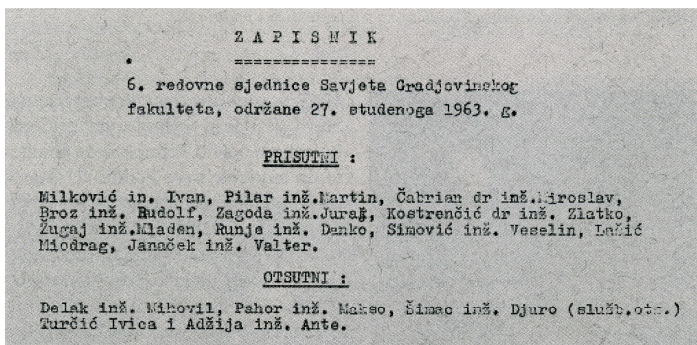 Z A P I S N I K
===============
6. redovne sjednice Savjeta Gradjevinskog
fakulteta, održane 27. studenoga 1963. g.
PRISUTNI :
Milković in. Ivan, Pilar inž.Martin, Čabrian dr inž.Miroslav,
Broz inž. Rudolf, Zagoda inž.Juraj, Kostrenčić dr inž. Zlatko,
Žugaj inž.Mladen, Runje inž. Danko, Simović inž. Veselin, Lasić
Miodrag, Janaček inž. Valter.
OTSUTNI :
Delak inž. Mihovil, Pahor inž. Makso, Šimac inž. Djuro (služb.ots.)
Turčić Ivica i Adžija inž. Ante.